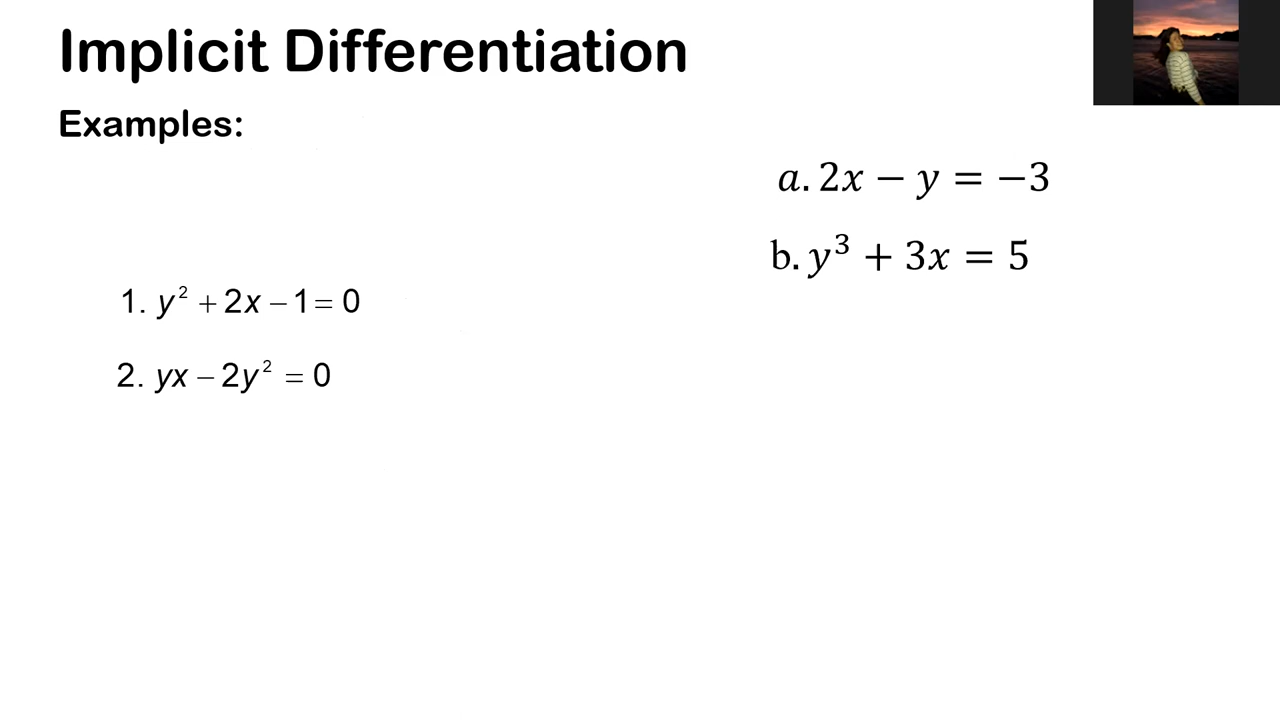 Implicit Differentiation
Examples:
a. 2x − y = −3
b. y³ + 3x = 5
1. y² + 2x − 1 = 0
2. yx − 2y² = 0